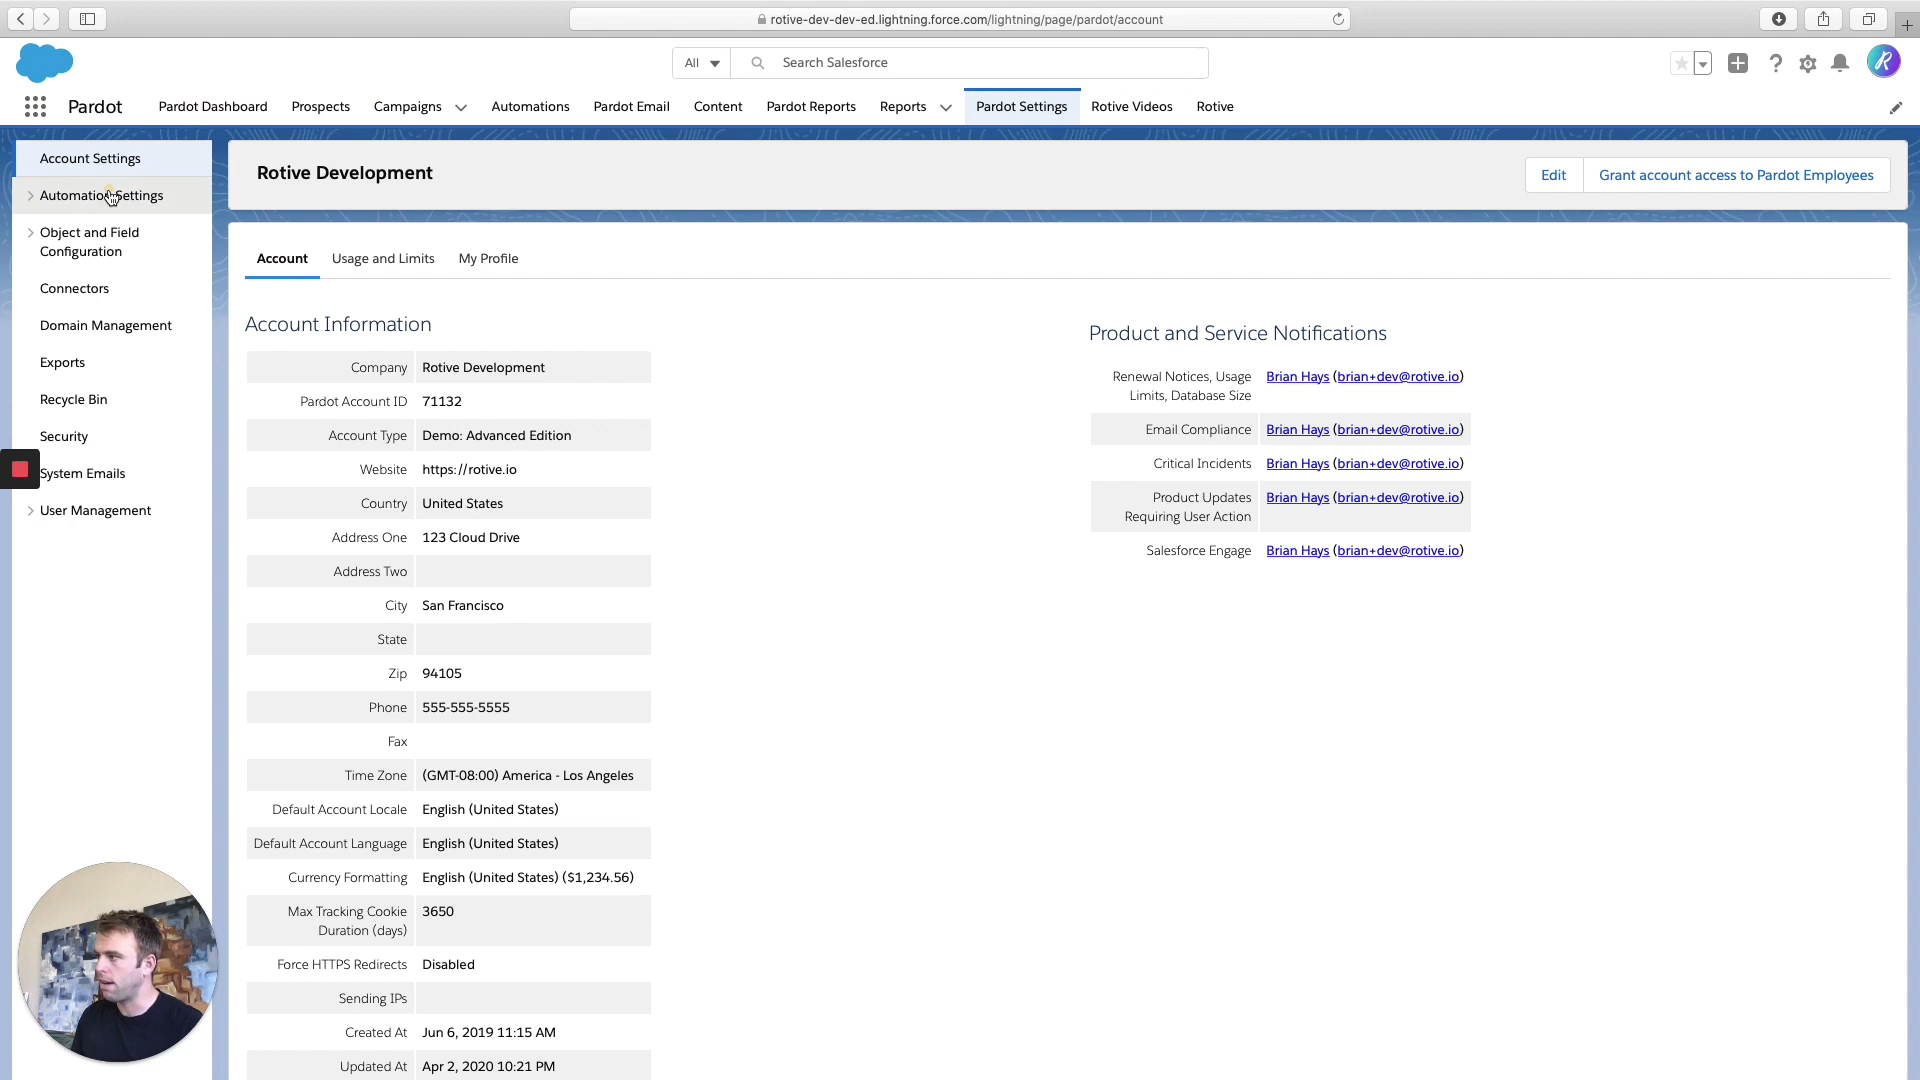 rotive-dev-dev-ed.lightning.force.com/lightning/page/pardot/account
All
Search Salesforce
Pardot
Pardot Dashboard
Prospects
Campaigns
Automations
Pardot Email
Content
Pardot Reports
Reports
Pardot Settings
Rotive Videos
Rotive
Account Settings
Automation Settings
Object and Field
Configuration
Connectors
Domain Management
Exports
Recycle Bin
Security
System Emails
User Management
Rotive Development
Edit
Grant account access to Pardot Employees
Account
Usage and Limits
My Profile
Account Information
Company Rotive Development
Pardot Account ID 71132
Account Type Demo: Advanced Edition
Website https://rotive.io
Country United States
Address One 123 Cloud Drive
Address Two
City San Francisco
State
Zip 94105
Phone 555-555-5555
Fax
Time Zone (GMT-08:00) America - Los Angeles
Default Account Locale English (United States)
Default Account Language English (United States)
Currency Formatting English (United States) ($1,234.56)
Max Tracking Cookie 3650
Duration (days)
Force HTTPS Redirects Disabled
Sending IPs
Created At Jun 6, 2019 11:15 AM
Updated At Apr 2, 2020 10:21 PM
Product and Service Notifications
Renewal Notices, Usage Brian Hays (brian+dev@rotive.io)
Limits, Database Size
Email Compliance Brian Hays (brian+dev@rotive.io)
Critical Incidents Brian Hays (brian+dev@rotive.io)
Product Updates Brian Hays (brian+dev@rotive.io)
Requiring User Action
Salesforce Engage Brian Hays (brian+dev@rotive.io)